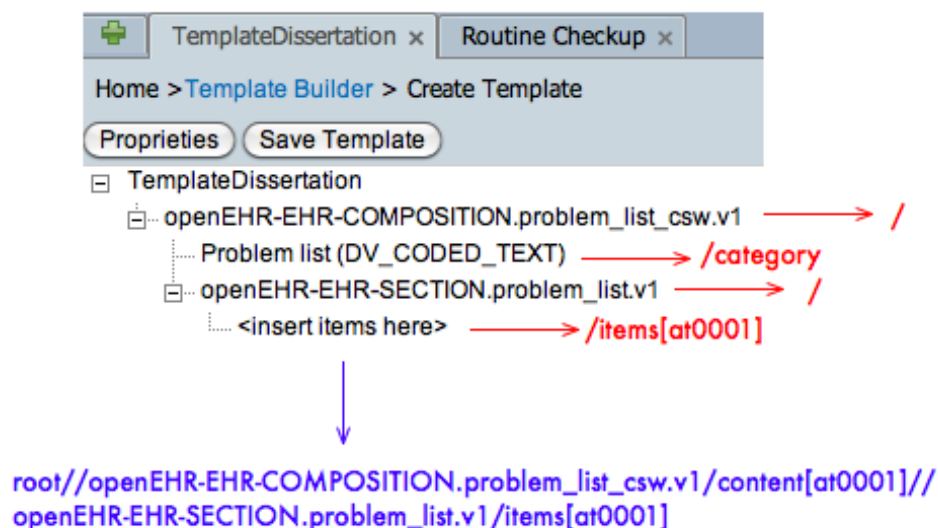 TemplateDissertation × Routine Checkup ×
Home >Template Builder > Create Template
Proprieties Save Template
TemplateDissertation
openEHR-EHR-COMPOSITION.problem_list_csw.v1 /
Problem list (DV_CODED_TEXT) /category
openEHR-EHR-SECTION.problem_list.v1 /
<insert items here> /items[at0001]
root//openEHR-EHR-COMPOSITION.problem_list_csw.v1/content[at0001]//
openEHR-EHR-SECTION.problem_list.v1/items[at0001]